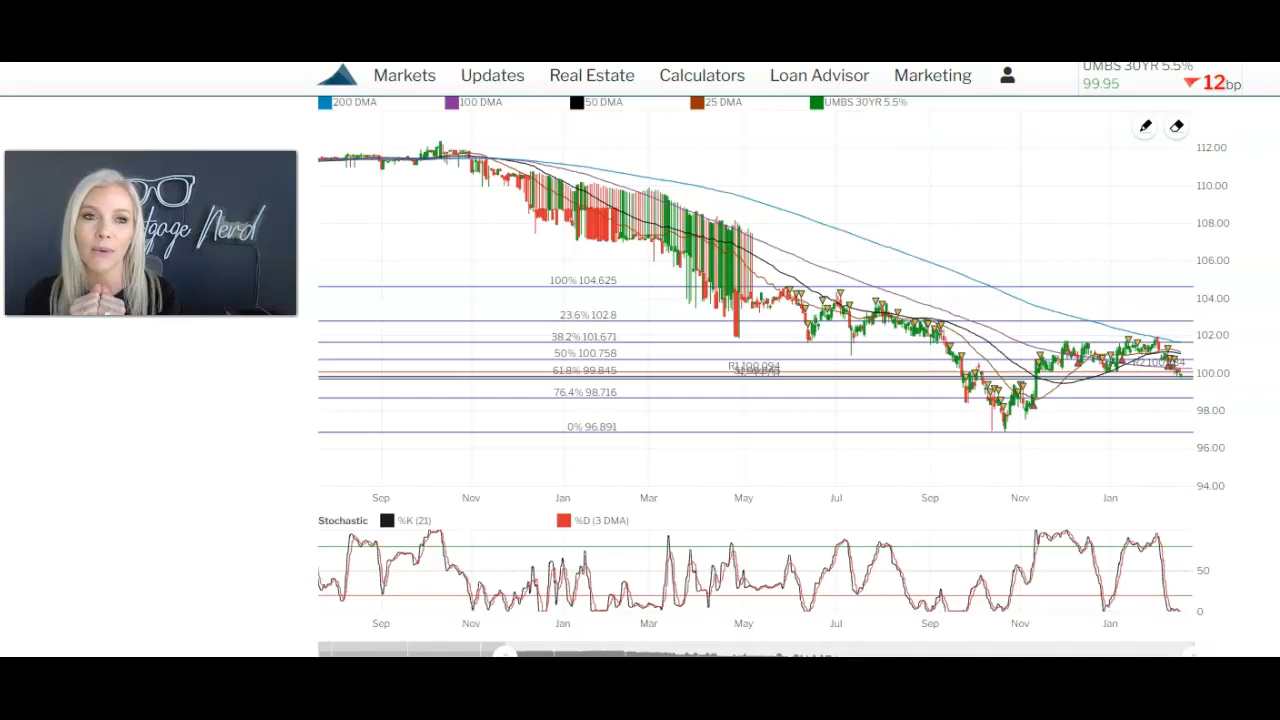 Markets Updates Real Estate Calculators Loan Advisor Marketing
UMBS 30YR 5.5%
99.95 12bp
200 DMA 100 DMA 50 DMA 25 DMA UMBS 30YR 5.5%
Nerd
112.00
110.00
108.00
106.00
100% 104.625
104.00
23.6% 102.8
102.00
38.2% 101.671
50% 100.758
61.8% 99.845
100.00
76.4% 98.716
98.00
0% 96.891
96.00
94.00
Sep Nov Jan Mar May Jul Sep Nov Jan
Stochastic %K (21) %D (3 DMA)
50
0
Sep Nov Jan Mar May Jul Sep Nov Jan